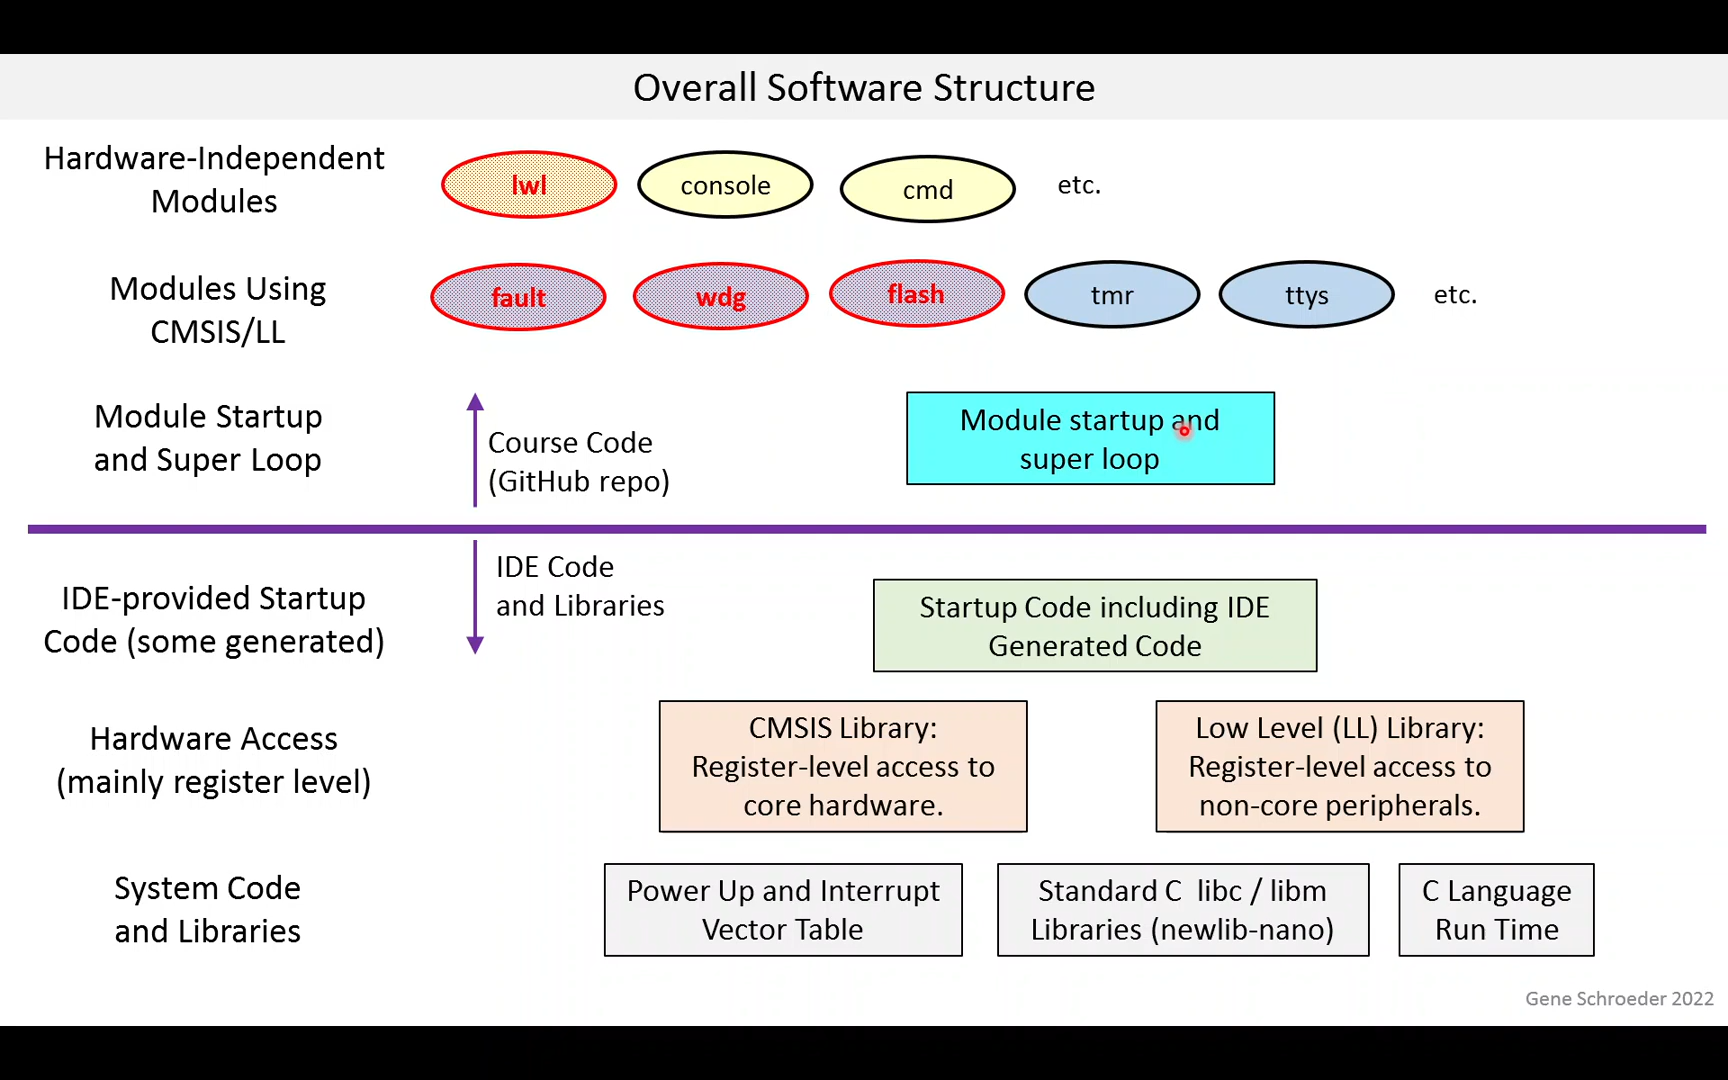 Overall Software Structure
Hardware-Independent
Modules
lwl
console
cmd
etc.
Modules Using
CMSIS/LL
fault
wdg
flash
tmr
ttys
etc.
Module Startup
and Super Loop
Course Code
(GitHub repo)
Module startup and
super loop
IDE Code
and Libraries
IDE-provided Startup
Code (some generated)
Startup Code including IDE
Generated Code
Hardware Access
(mainly register level)
CMSIS Library:
Register-level access to
core hardware.
Low Level (LL) Library:
Register-level access to
non-core peripherals.
System Code
and Libraries
Power Up and Interrupt
Vector Table
Standard C  libc / libm
Libraries (newlib-nano)
C Language
Run Time
Gene Schroeder 2022